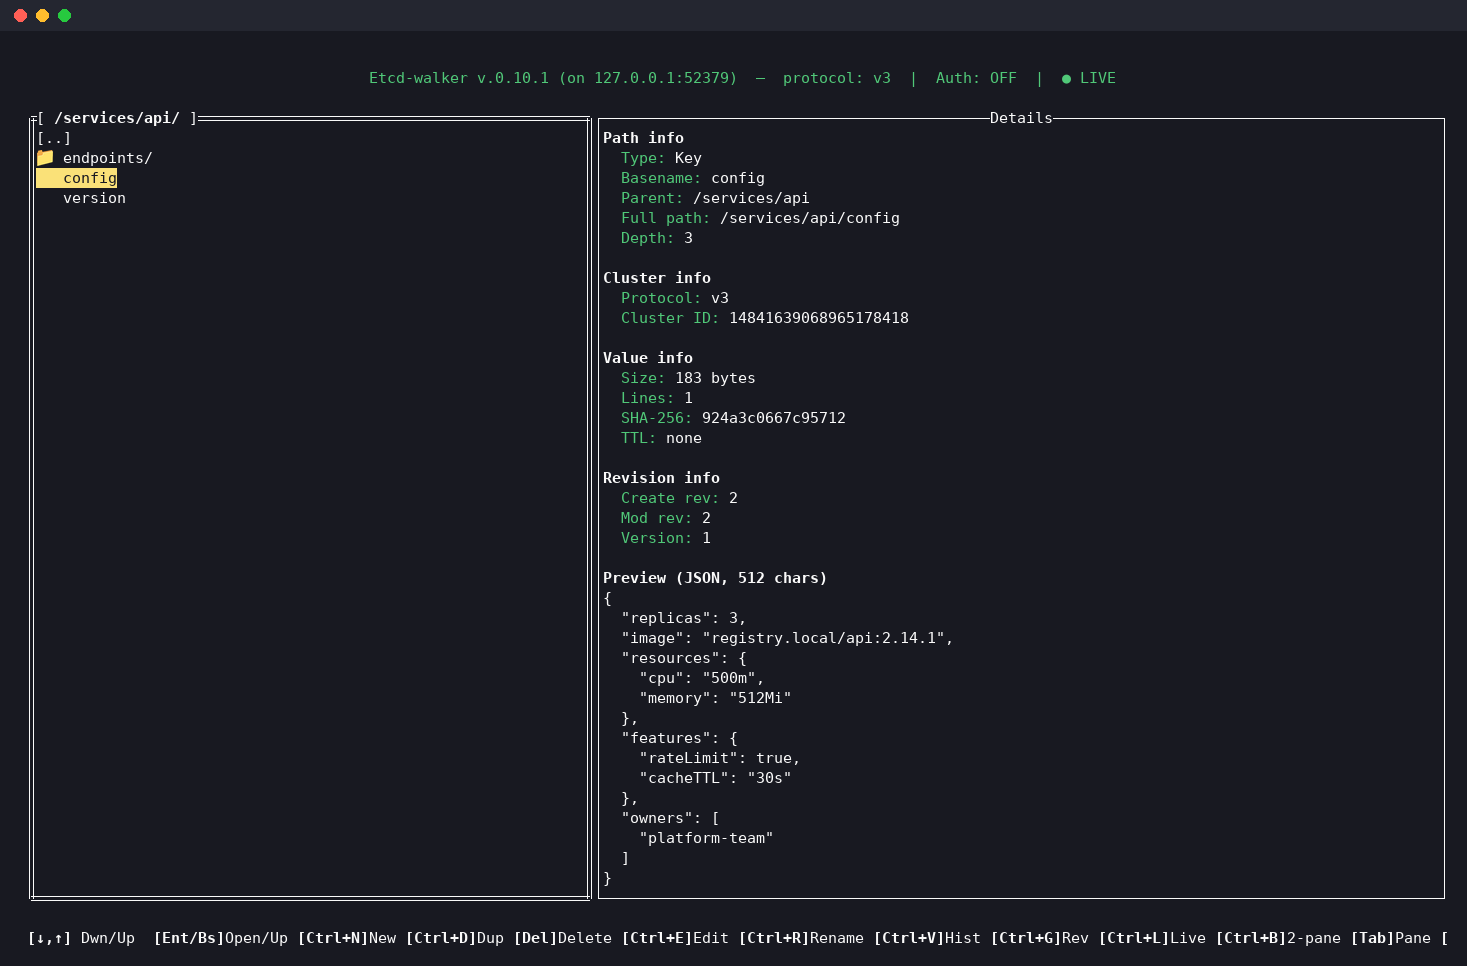 Etcd-walker v.0.10.1 (on 127.0.0.1:52379)  —  protocol: v3  |  Auth: OFF  |  ● LIVE
[ /services/api/ ]
[..]
📁 endpoints/
config
version
Details
Path info
Type: Key
Basename: config
Parent: /services/api
Full path: /services/api/config
Depth: 3
Cluster info
Protocol: v3
Cluster ID: 14841639068965178418
Value info
Size: 183 bytes
Lines: 1
SHA-256: 924a3c0667c95712
TTL: none
Revision info
Create rev: 2
Mod rev: 2
Version: 1
Preview (JSON, 512 chars)
{
  "replicas": 3,
  "image": "registry.local/api:2.14.1",
  "resources": {
    "cpu": "500m",
    "memory": "512Mi"
  },
  "features": {
    "rateLimit": true,
    "cacheTTL": "30s"
  },
  "owners": [
    "platform-team"
  ]
}
[↓,↑] Dwn/Up  [Ent/Bs]Open/Up [Ctrl+N]New [Ctrl+D]Dup [Del]Delete [Ctrl+E]Edit [Ctrl+R]Rename [Ctrl+V]Hist [Ctrl+G]Rev [Ctrl+L]Live [Ctrl+B]2-pane [Tab]Pane [